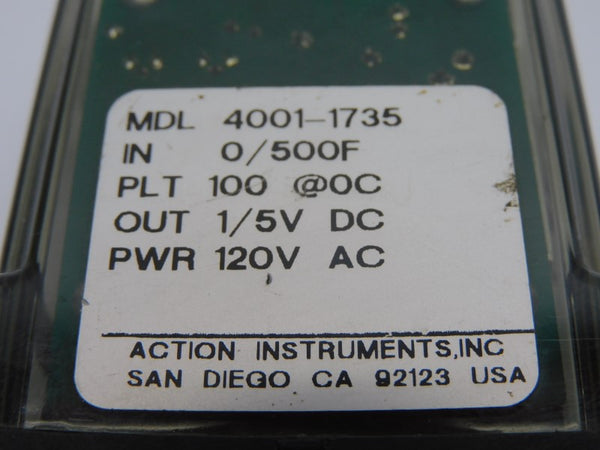 MDL 4001-1735
IN 0/500F
PLT 100 @0C
OUT 1/5V DC
PWR 120V AC
ACTION INSTRUMENTS,INC
SAN DIEGO CA 92123 USA